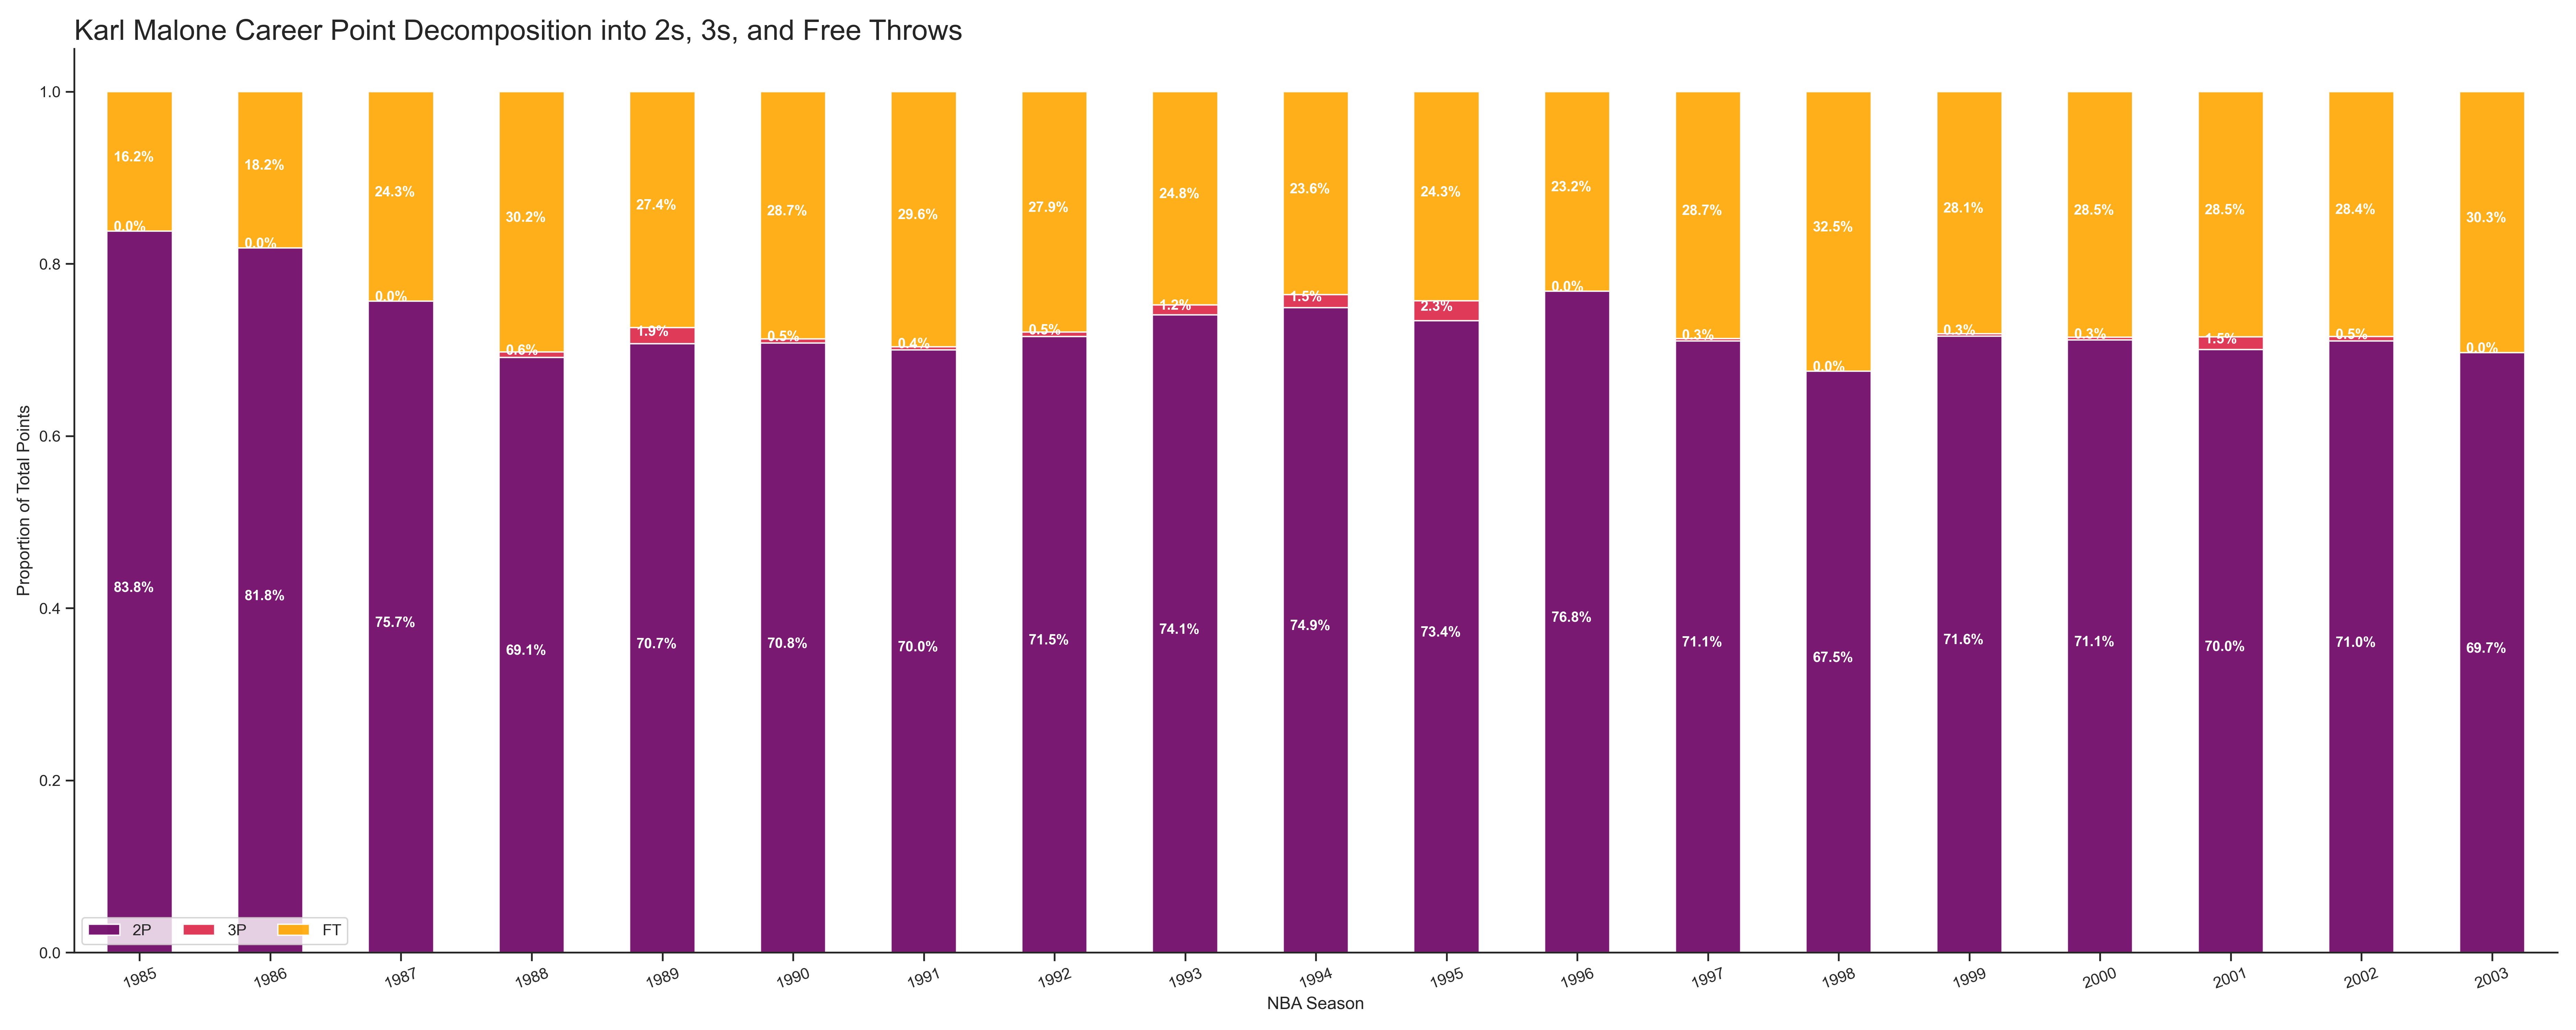 Karl Malone Career Point Decomposition into 2s, 3s, and Free Throws
Proportion of Total Points
1.0
0.8
0.6
0.4
0.2
0.0
16.2% 18.2% 24.3% 30.2% 27.4% 28.7% 29.6% 27.9% 24.8% 23.6% 24.3% 23.2% 28.7% 32.5% 28.1% 28.5% 28.5% 28.4% 30.3%
0.0% 0.0% 0.0% 0.6% 1.9% 0.5% 0.4% 0.5% 1.2% 1.5% 2.3% 0.0% 0.3% 0.0% 0.3% 0.3% 1.5% 0.5% 0.0%
83.8% 81.8% 75.7% 69.1% 70.7% 70.8% 70.0% 71.5% 74.1% 74.9% 73.4% 76.8% 71.1% 67.5% 71.6% 71.1% 70.0% 71.0% 69.7%
2P 3P FT
1985 1986 1987 1988 1989 1990 1991 1992 1993 1994 1995 1996 1997 1998 1999 2000 2001 2002 2003
NBA Season